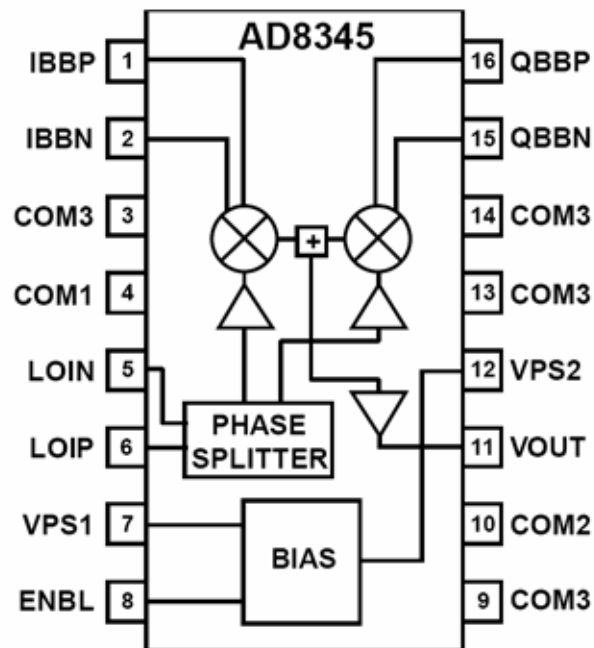 AD8345
IBBP 1
16 QBBP
IBBN 2
15 QBBN
COM3 3
14 COM3
+
COM1 4
13 COM3
LOIN 5
12 VPS2
PHASE
SPLITTER
LOIP 6
11 VOUT
VPS1 7
10 COM2
BIAS
ENBL 8
9 COM3